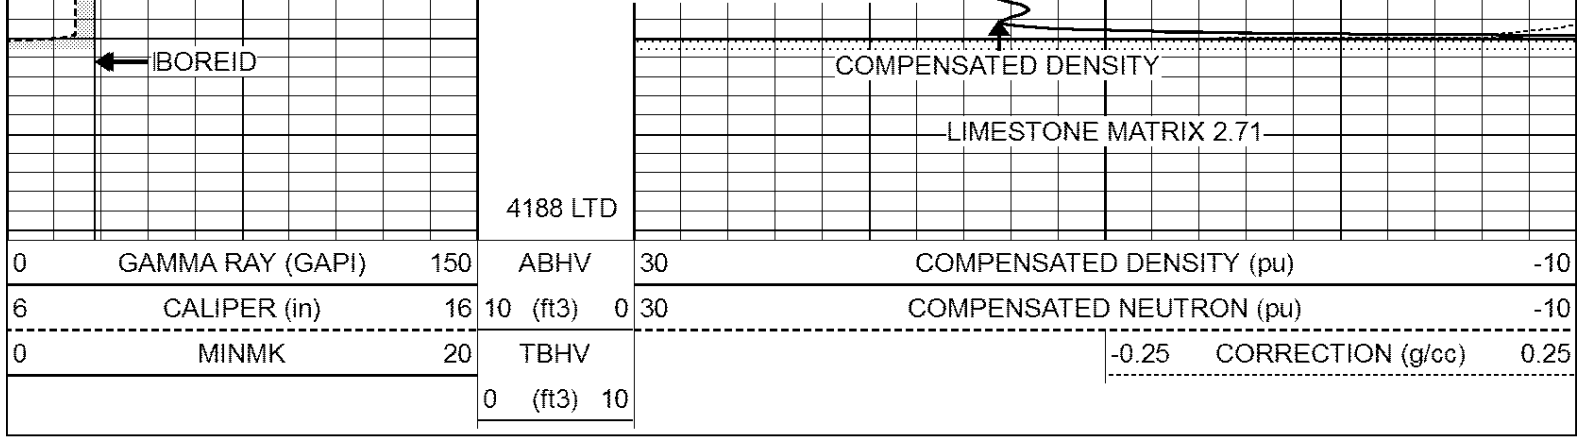 BOREID
COMPENSATED DENSITY
LIMESTONE MATRIX 2.71
4188 LTD
0 GAMMA RAY (GAPI) 150 ABHV 30 COMPENSATED DENSITY (pu) -10
6 CALIPER (in) 16 10 (ft3) 0 30 COMPENSATED NEUTRON (pu) -10
0 MINMK 20 TBHV -0.25 CORRECTION (g/cc) 0.25
0 (ft3) 10